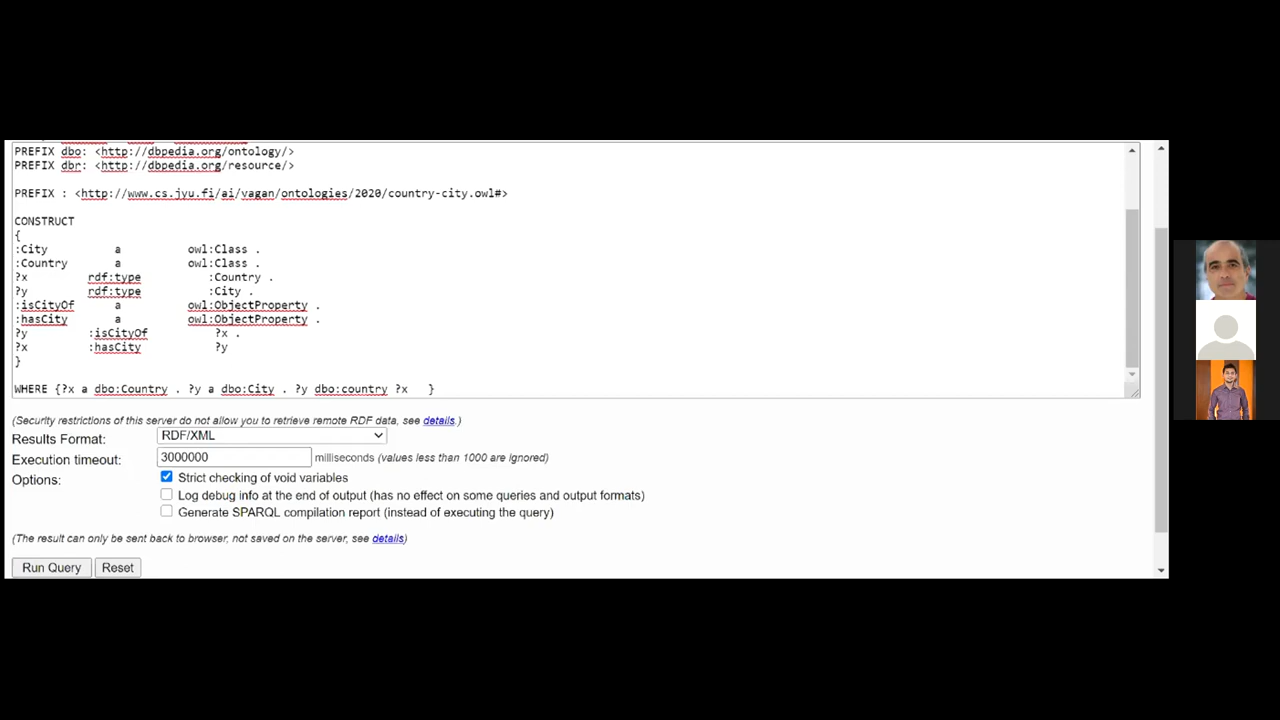 PREFIX dbo: <http://dbpedia.org/ontology/>
PREFIX dbr: <http://dbpedia.org/resource/>
PREFIX : <http://www.cs.jyu.fi/ai/vagan/ontologies/2020/country-city.owl#>
CONSTRUCT
{
:City a owl:Class .
:Country a owl:Class .
?x rdf:type :Country .
?y rdf:type :City .
:isCityOf a owl:ObjectProperty .
:hasCity a owl:ObjectProperty .
?y :isCityOf ?x .
?x :hasCity ?y
}
WHERE {?x a dbo:Country . ?y a dbo:City . ?y dbo:country ?x }
(Security restrictions of this server do not allow you to retrieve remote RDF data, see details.)
Results Format: RDF/XML
Execution timeout: 3000000 milliseconds (values less than 1000 are ignored)
Options: Strict checking of void variables
Log debug info at the end of output (has no effect on some queries and output formats)
Generate SPARQL compilation report (instead of executing the query)
(The result can only be sent back to browser, not saved on the server, see details)
Run Query Reset